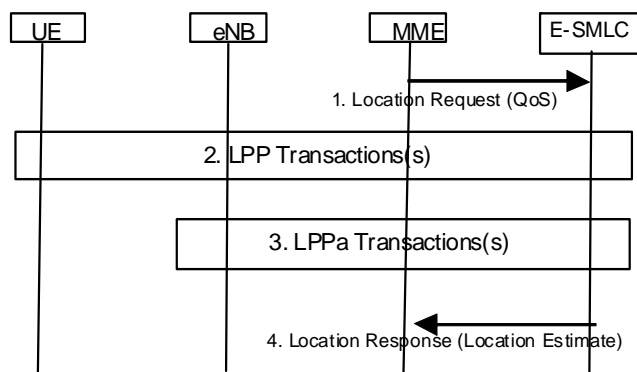 UE eNB MME E-SMLC
1. Location Request (QoS)
2. LPP Transactions(s)
3. LPPa Transactions(s)
4. Location Response (Location Estimate)